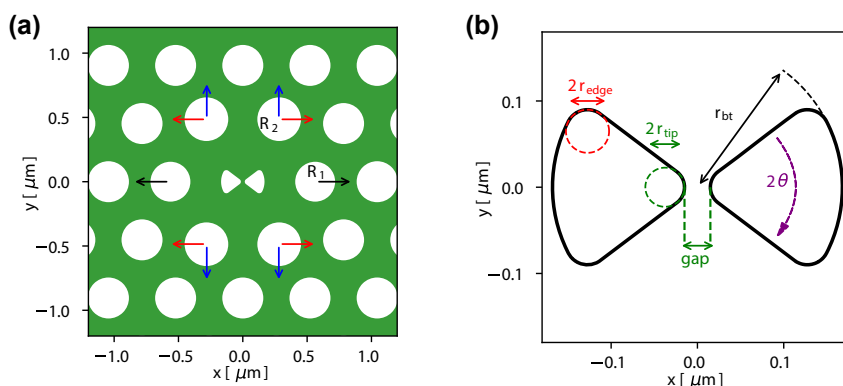 (a)
1.0
0.5
0.0
−0.5
−1.0
y [ μm]
R_2
R_1
−1.0
−0.5
0.0
0.5
1.0
x [ μm]
(b)
0.1
0.0
−0.1
y [ μm]
2r_edge
2r_tip
r_bt
2θ
gap
−0.1
0.0
0.1
x [ μm]